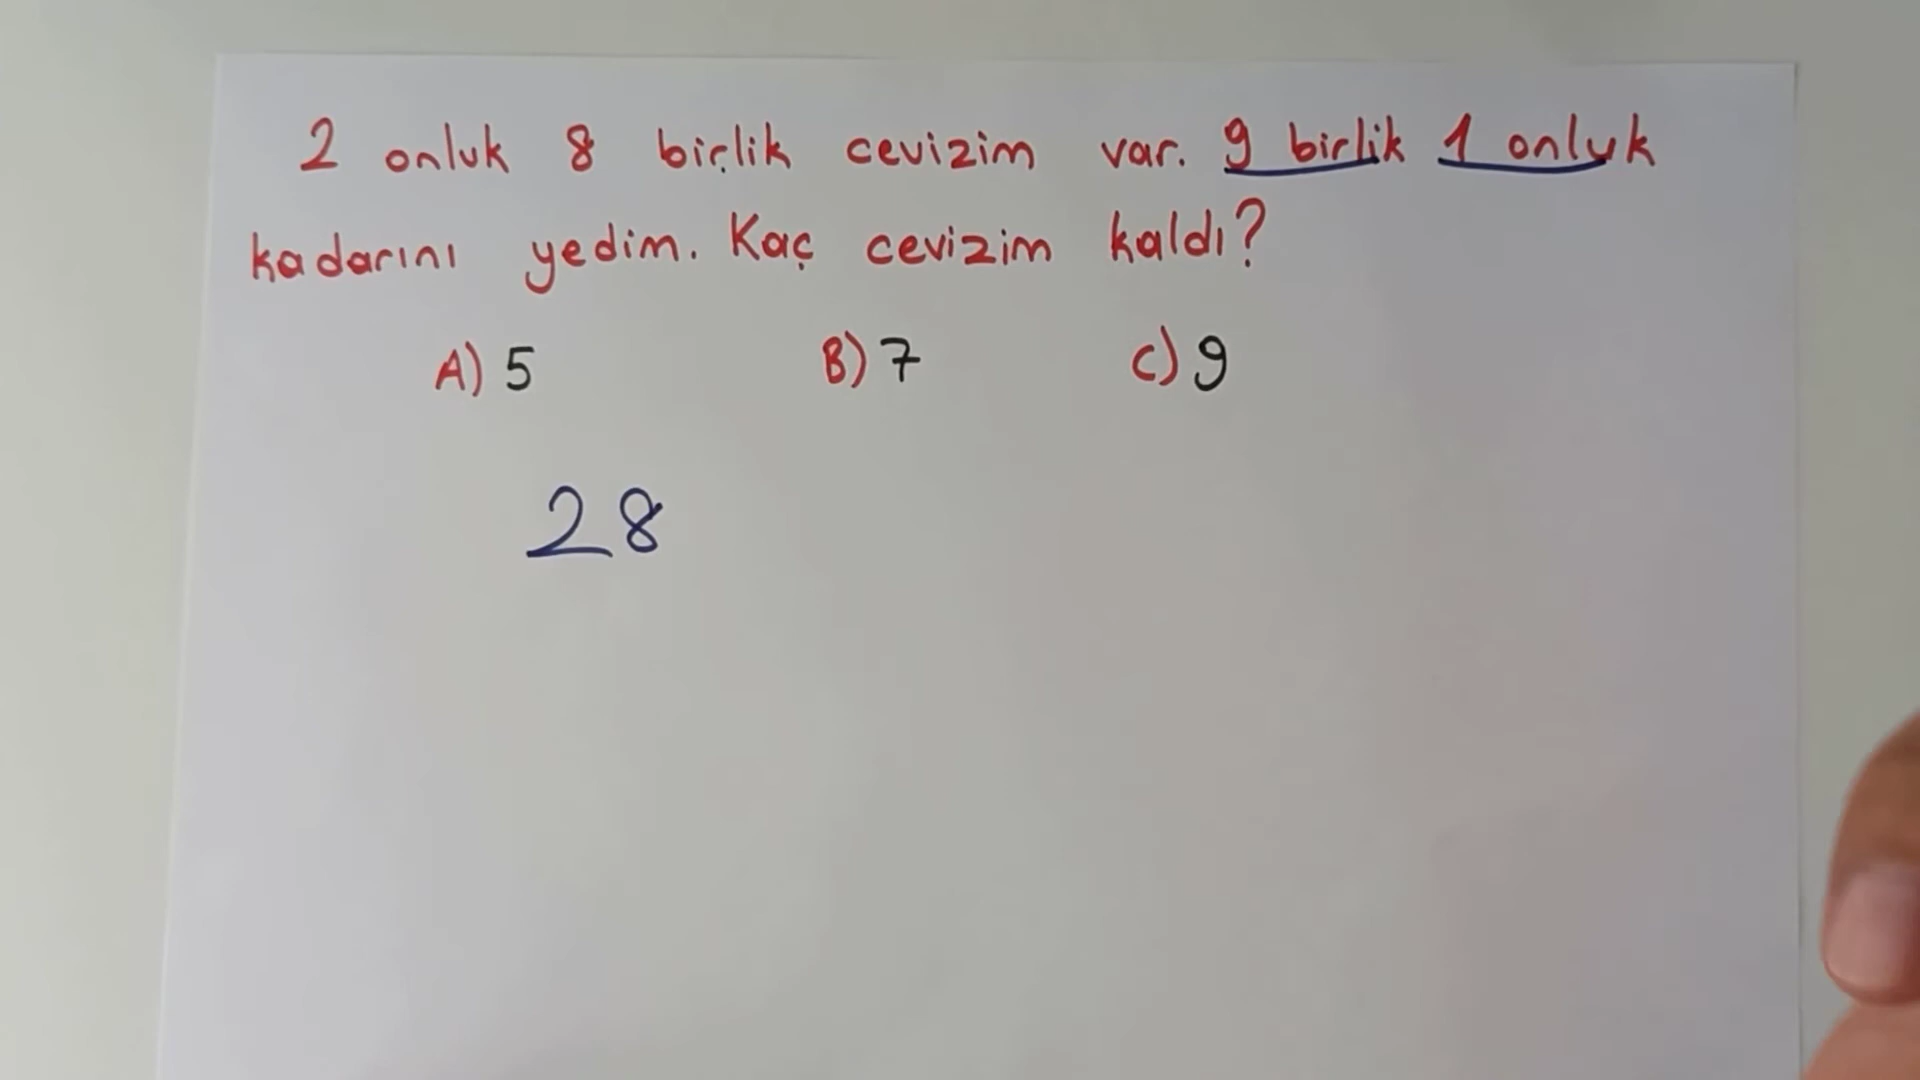 2 onluk 8 birlik cevizim var. 9 birlik 1 onluk
kadarını yedim. Kaç cevizim kaldı?
A) 5 B) 7 C) 9
28